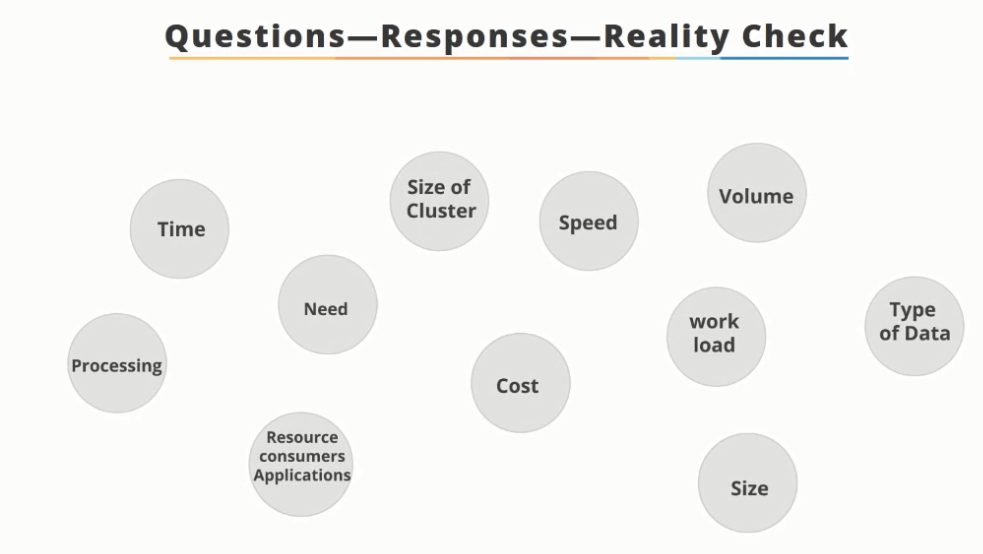 Questions—Responses—Reality Check
Time
Size of
Cluster
Speed
Volume
Need
Processing
Cost
work
load
Type
of Data
Resource
consumers
Applications
Size